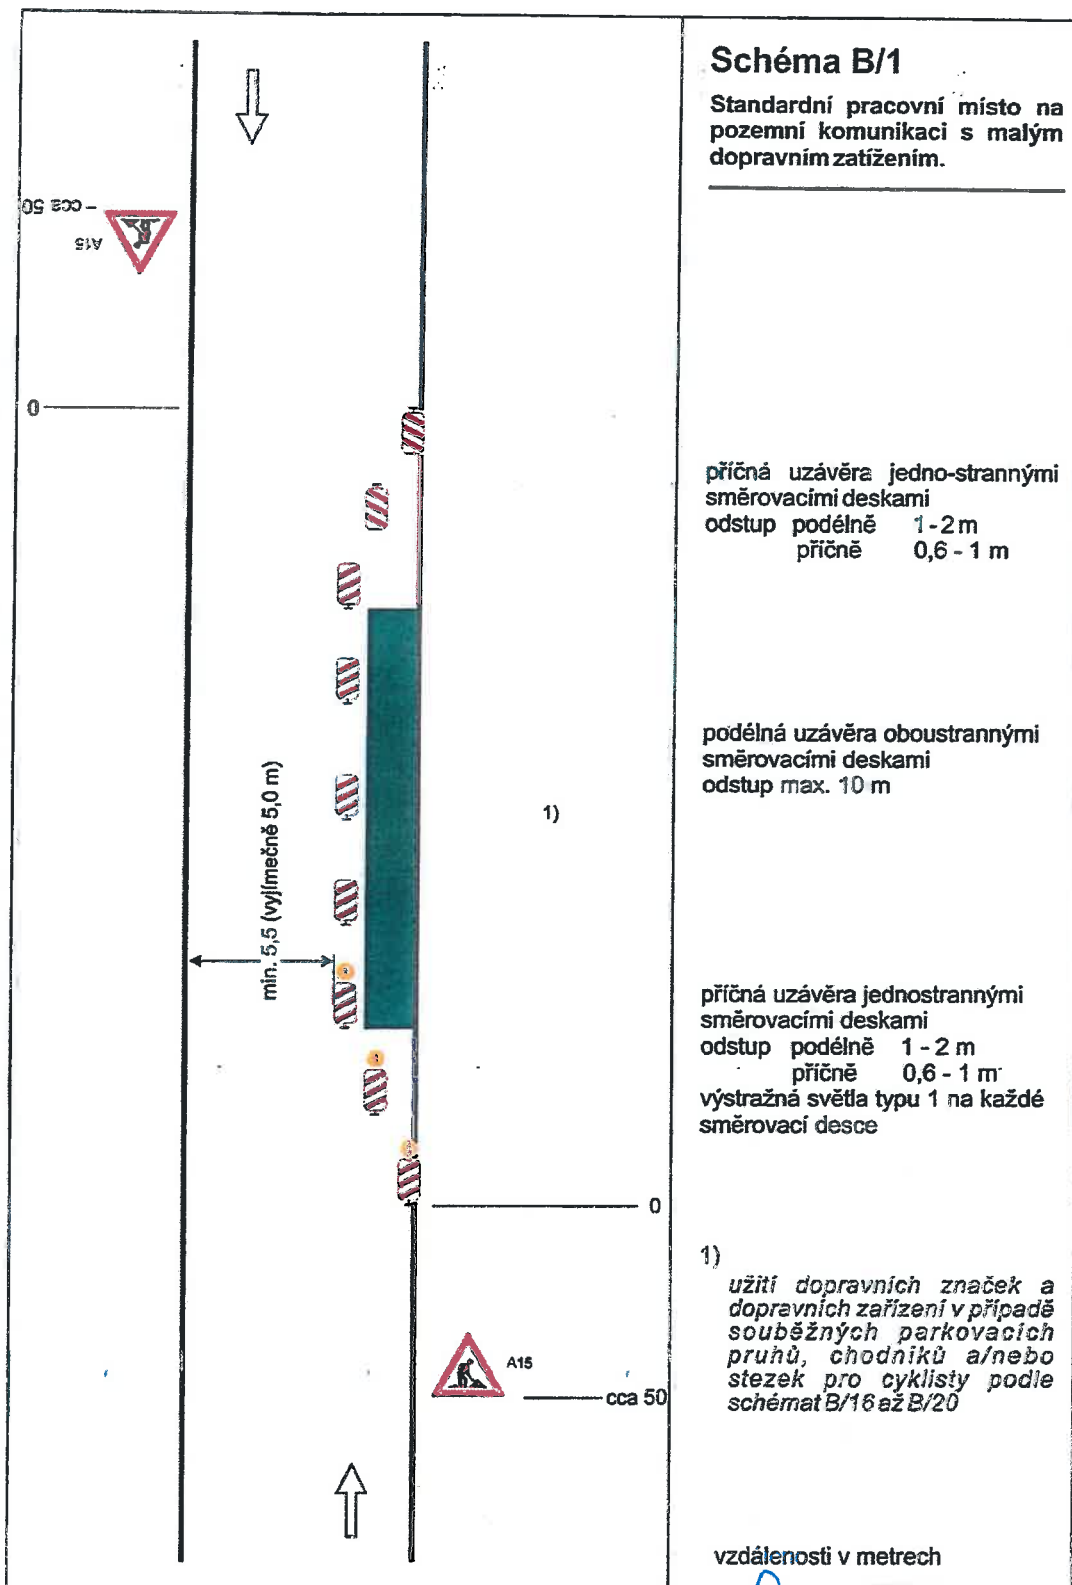 Schéma B/1
Standardní pracovní místo na
pozemní komunikaci s malým
dopravním zatížením.
– cca 50
A15
0
příčná uzávěra jedno-strannými
směrovacími deskami
odstup podélně 1-2 m
příčně 0,6 - 1 m
podélná uzávěra oboustrannými
směrovacími deskami
odstup max. 10 m
min. 5,5 (vyjímečně 5,0 m)
1)
příčná uzávěra jednostrannými
směrovacími deskami
odstup podélně 1 - 2 m
příčně 0,6 - 1 m
výstražná světla typu 1 na každé
směrovací desce
0
1)
užití dopravních značek a
dopravních zařízení v případě
souběžných parkovacích
pruhů, chodníků a/nebo
stezek pro cyklisty podle
schémat B/16 až B/20
A15
cca 50
vzdálenosti v metrech